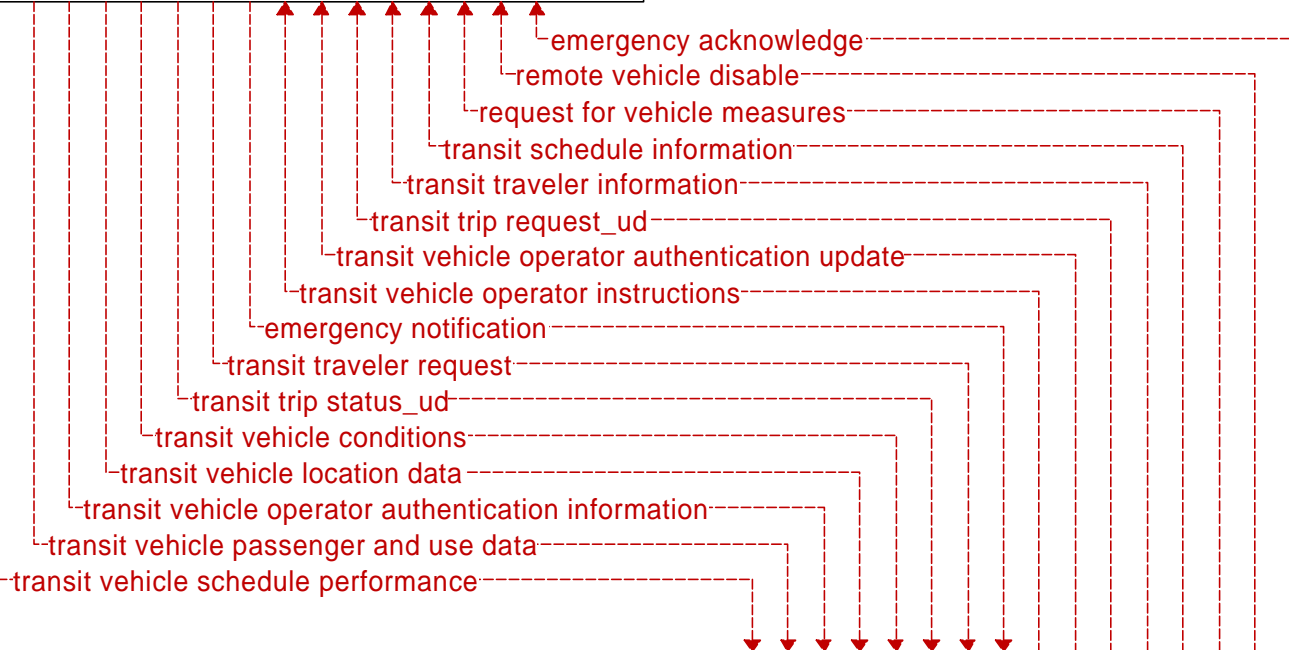 emergency acknowledge
remote vehicle disable
request for vehicle measures
transit schedule information
transit traveler information
transit trip request_ud
transit vehicle operator authentication update
transit vehicle operator instructions
emergency notification
transit traveler request
transit trip status_ud
transit vehicle conditions
transit vehicle location data
transit vehicle operator authentication information
transit vehicle passenger and use data
transit vehicle schedule performance